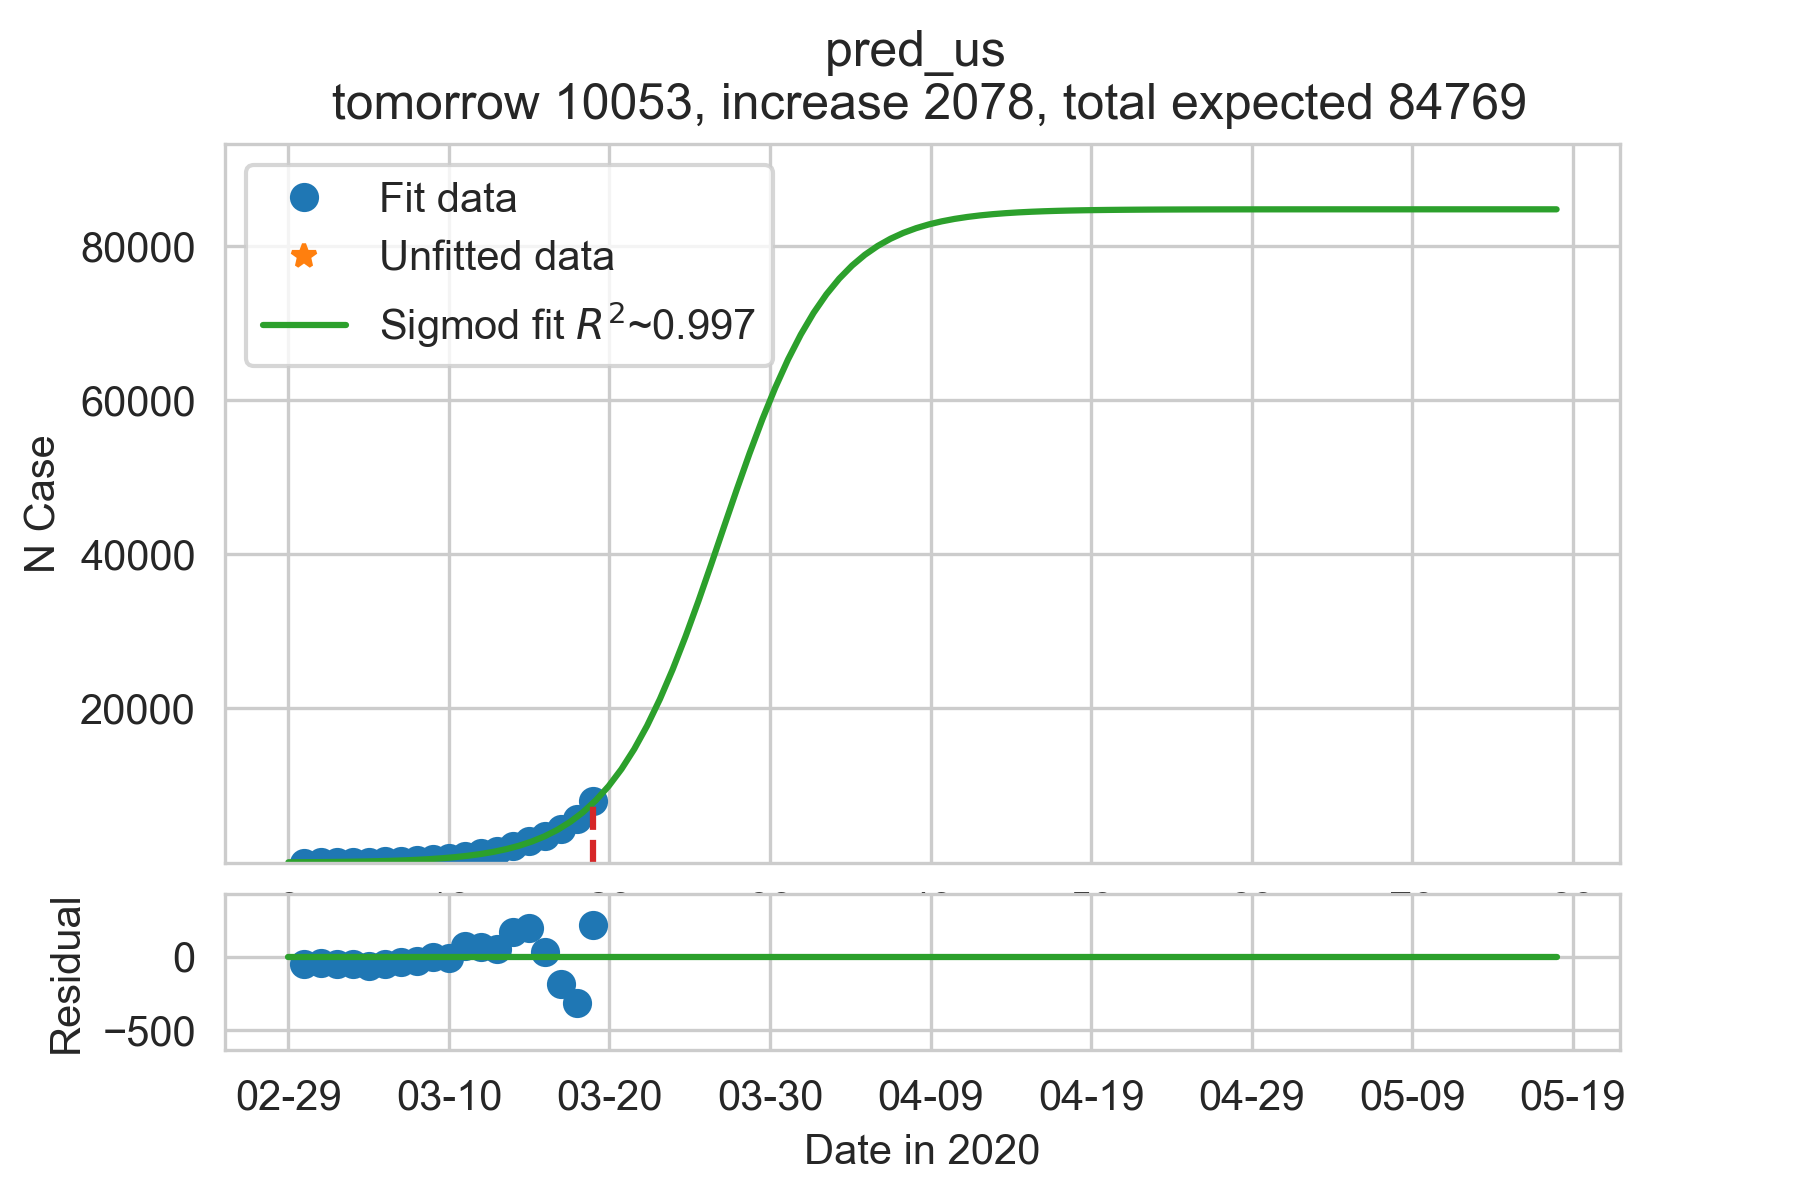 pred_us
tomorrow 10053, increase 2078, total expected 84769
Fit data
Unfitted data
Sigmod fit R²~0.997
80000
60000
40000
20000
N Case
0
−500
Residual
02-29 03-10 03-20 03-30 04-09 04-19 04-29 05-09 05-19
Date in 2020